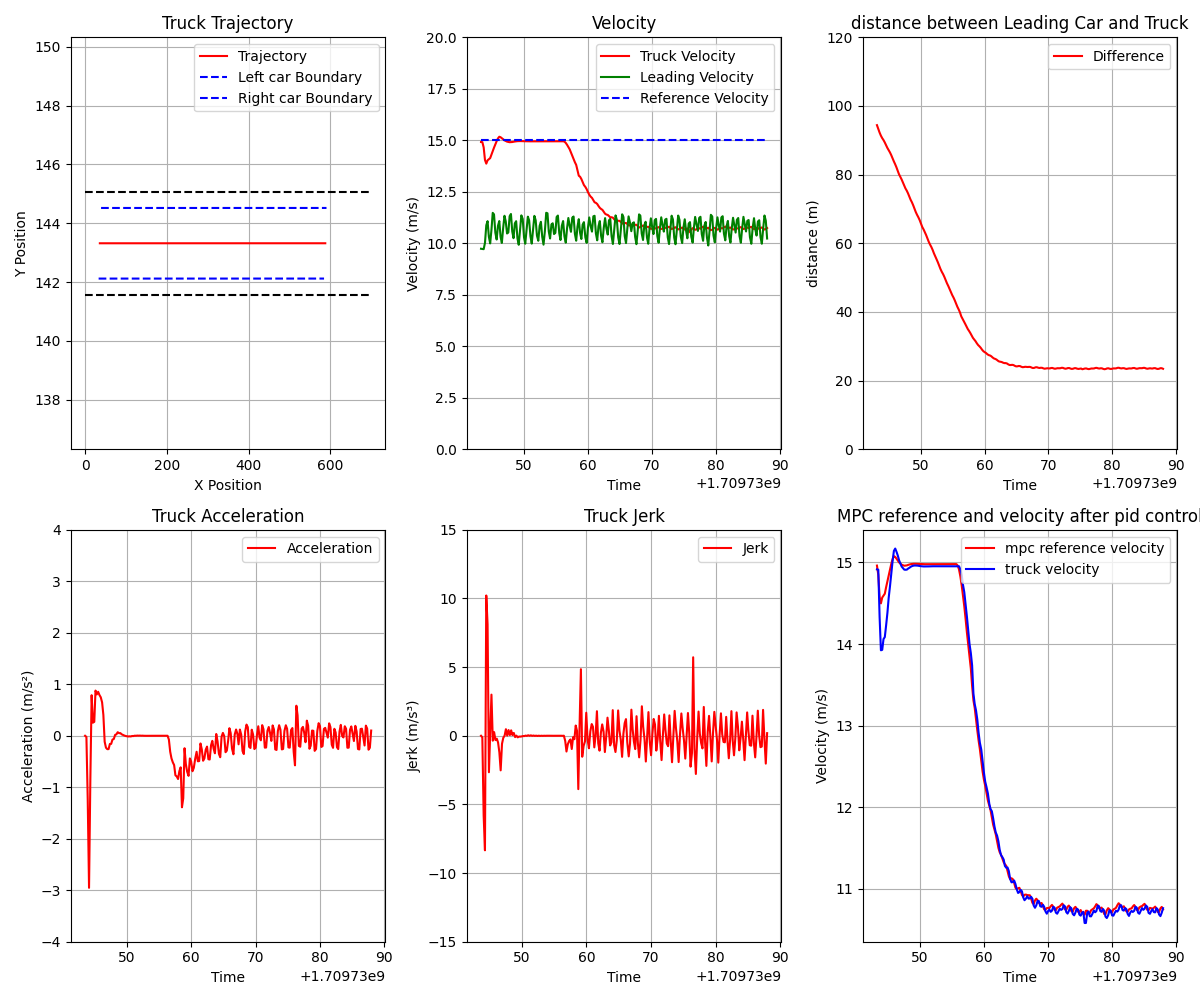 Truck Trajectory
150
148
146
144
142
140
138
Y Position
0
200
400
600
X Position
Trajectory
Left car Boundary
Right car Boundary
Velocity
20.0
17.5
15.0
12.5
10.0
7.5
5.0
2.5
0.0
Velocity (m/s)
50
60
70
80
90
+1.70973e9
Time
Truck Velocity
Leading Velocity
Reference Velocity
distance between Leading Car and Truck
120
100
80
60
40
20
0
distance (m)
50
60
70
80
90
+1.70973e9
Time
Difference
Truck Acceleration
4
3
2
1
0
−1
−2
−3
−4
Acceleration (m/s²)
50
60
70
80
90
+1.70973e9
Time
Acceleration
Truck Jerk
15
10
5
0
−5
−10
−15
Jerk (m/s³)
50
60
70
80
90
+1.70973e9
Time
Jerk
MPC reference and velocity after pid control
15
14
13
12
11
Velocity (m/s)
50
60
70
80
90
+1.70973e9
Time
mpc reference velocity
truck velocity